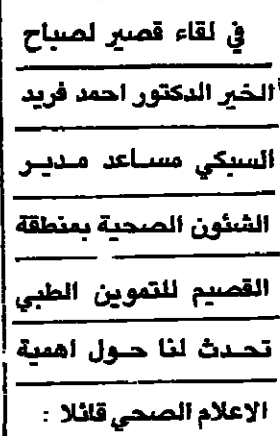 في لقاء قصير لصباح
الخير الدكتور احمد فريد
السبكي مساعد مدير
الشئون الصحية بمنطقة
القصيم للتموين الطبي
تحدث لنا حول اهمية
الاعلام الصحي قائلا :